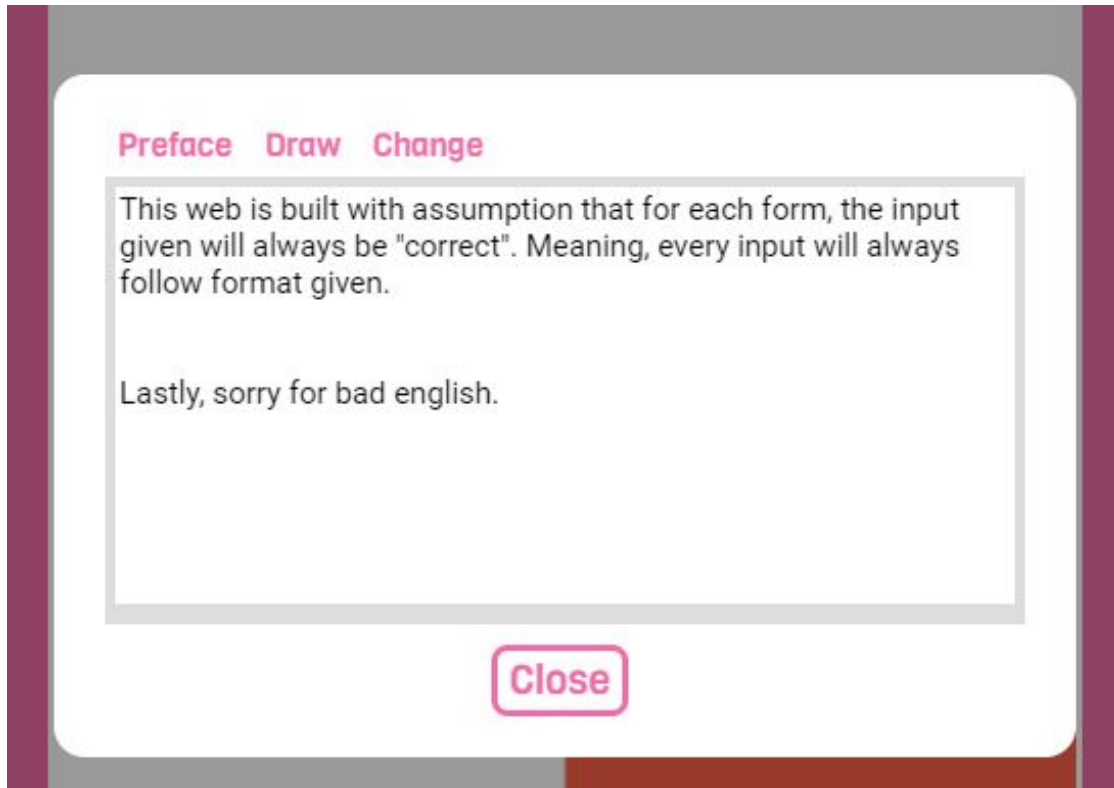 Preface Draw Change
This web is built with assumption that for each form, the input
given will always be "correct". Meaning, every input will always
follow format given.
Lastly, sorry for bad english.
Close